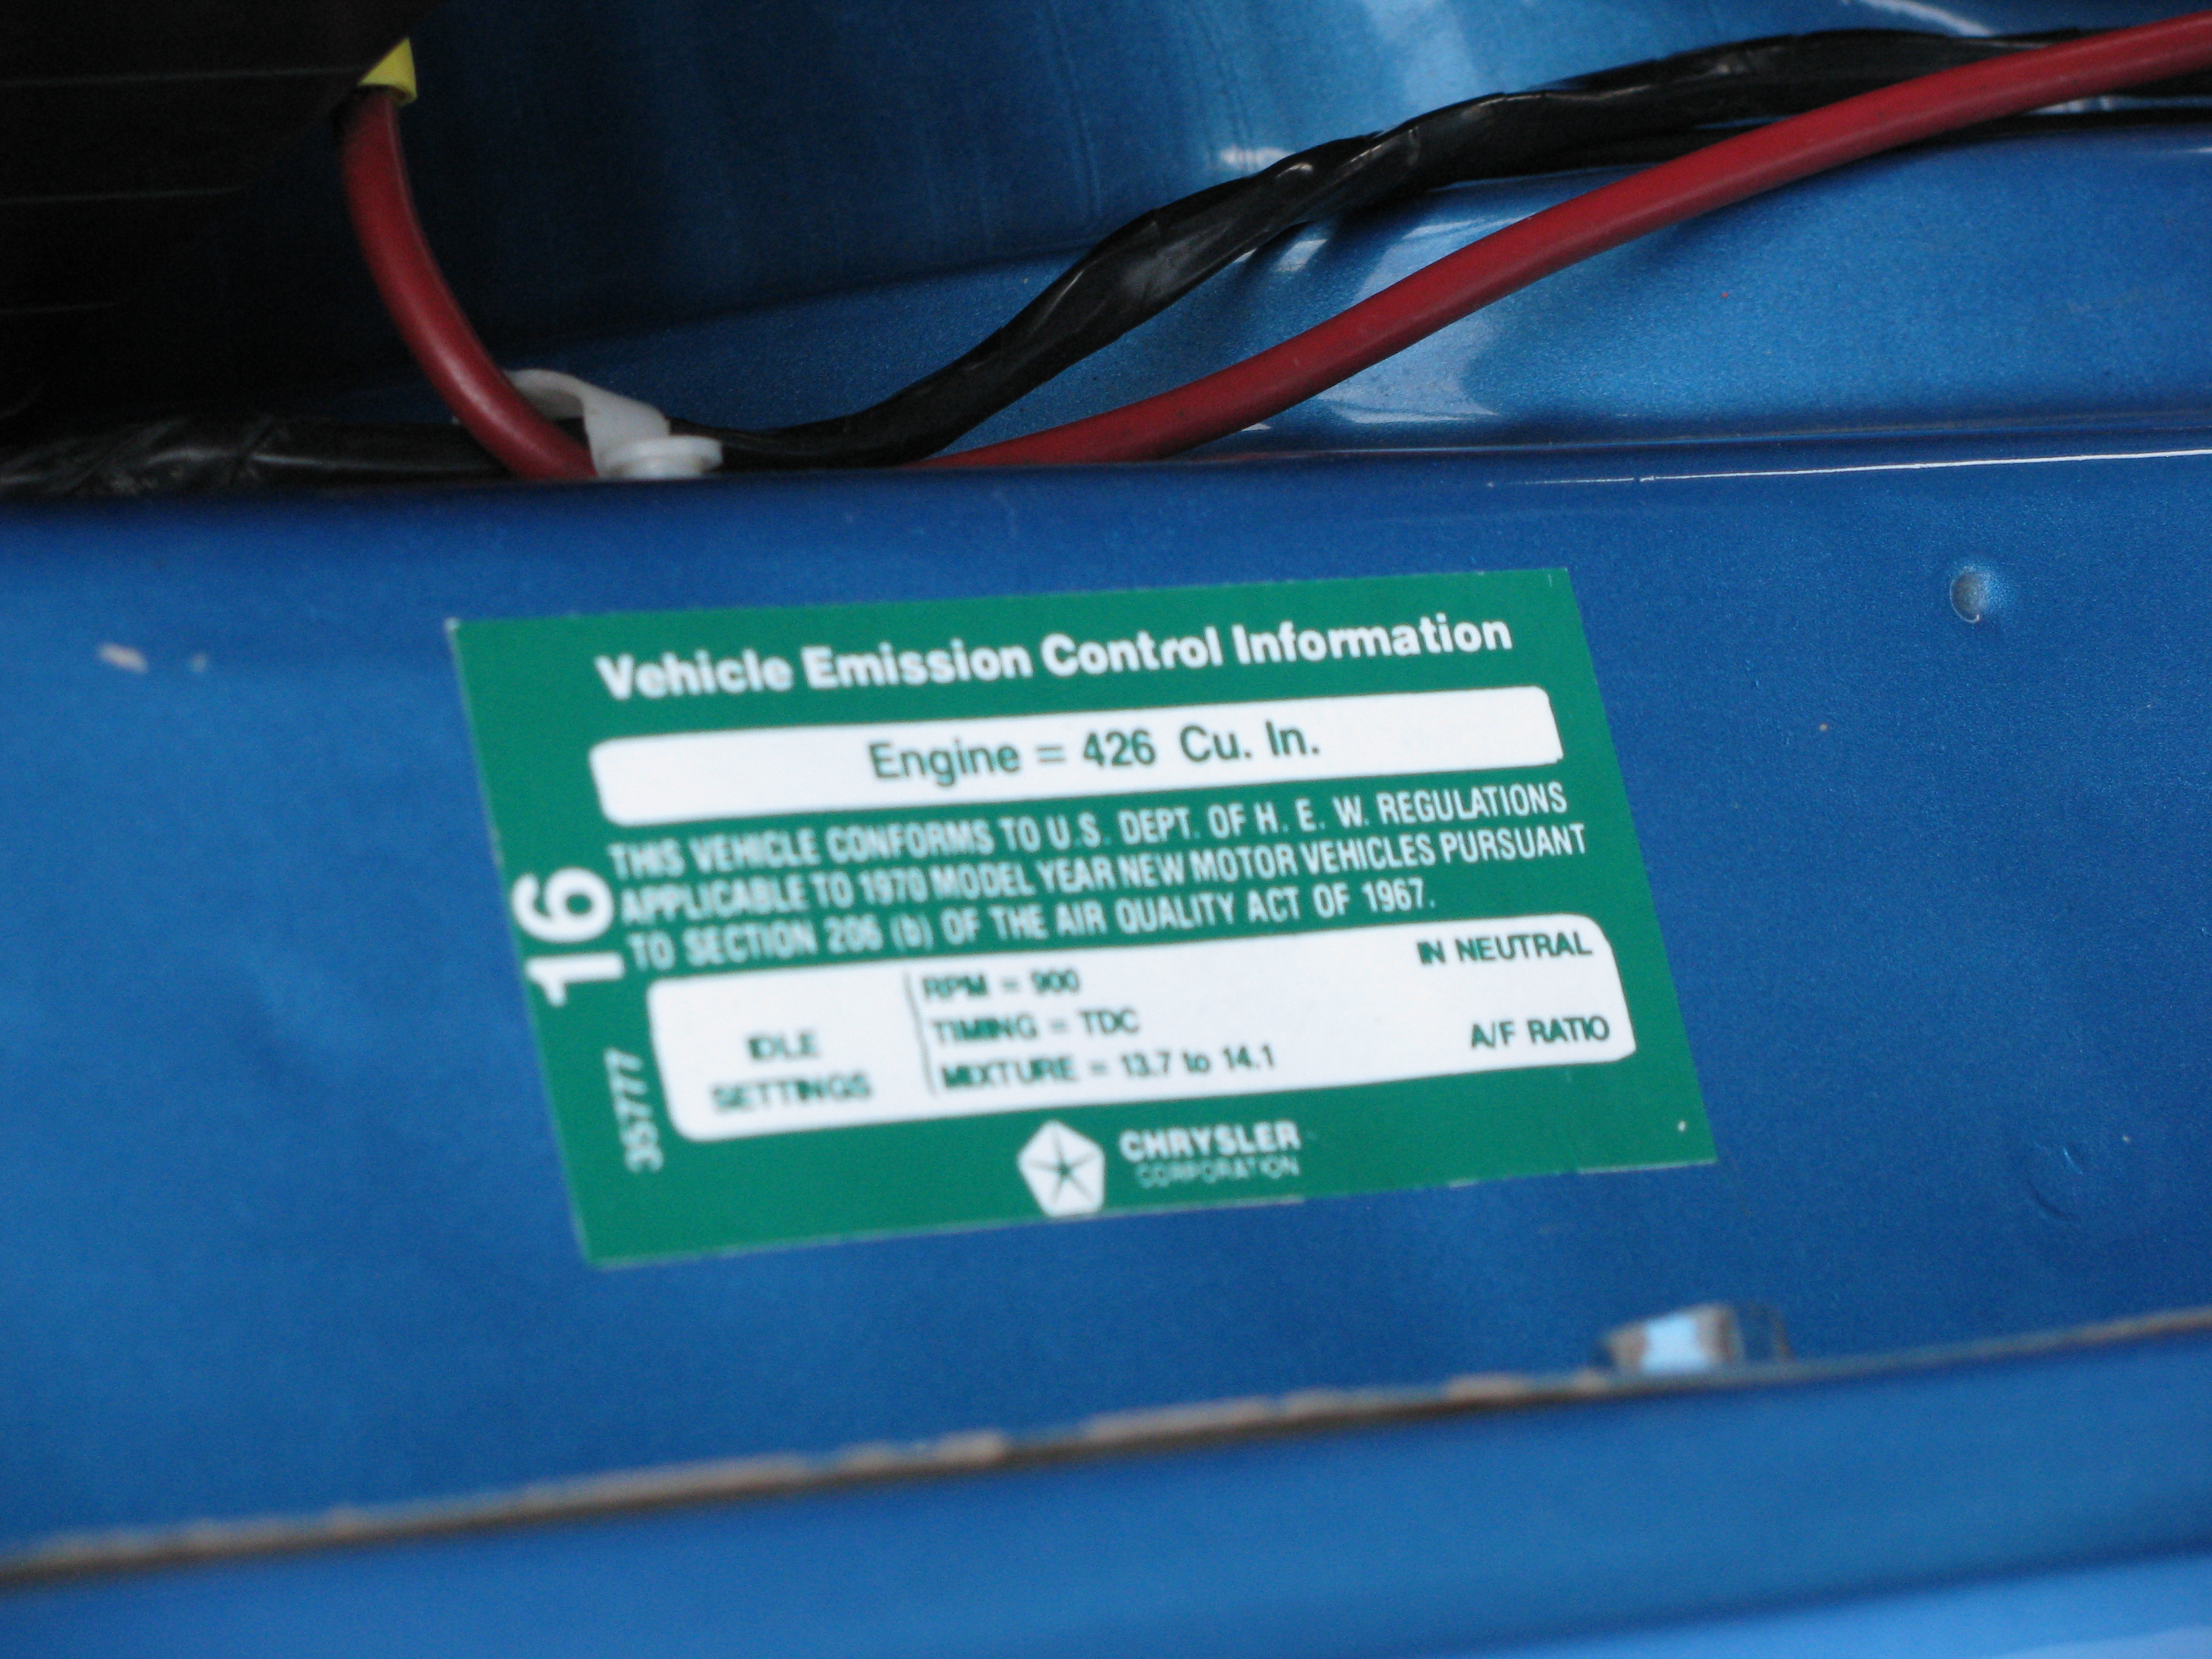 Vehicle Emission Control Information
Engine = 426 Cu. In.
THIS VEHICLE CONFORMS TO U.S. DEPT. OF H. E. W. REGULATIONS
APPLICABLE TO 1970 MODEL YEAR NEW MOTOR VEHICLES PURSUANT
TO SECTION 206 (b) OF THE AIR QUALITY ACT OF 1967.
16
357777
IDLE
SETTINGS
RPM = 900 IN NEUTRAL
TIMING = TDC
MIXTURE = 13.7 to 14.1 A/F RATIO
CHRYSLER
CORPORATION